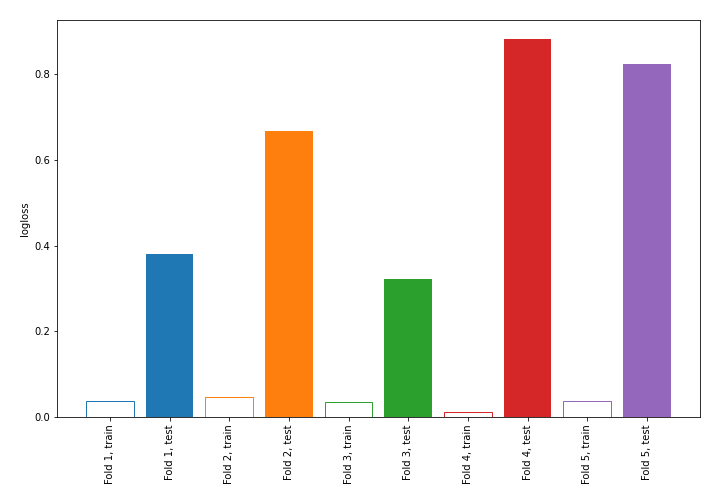 logloss
0.8
0.6
0.4
0.2
0.0
Fold 1, train
Fold 1, test
Fold 2, train
Fold 2, test
Fold 3, train
Fold 3, test
Fold 4, train
Fold 4, test
Fold 5, train
Fold 5, test